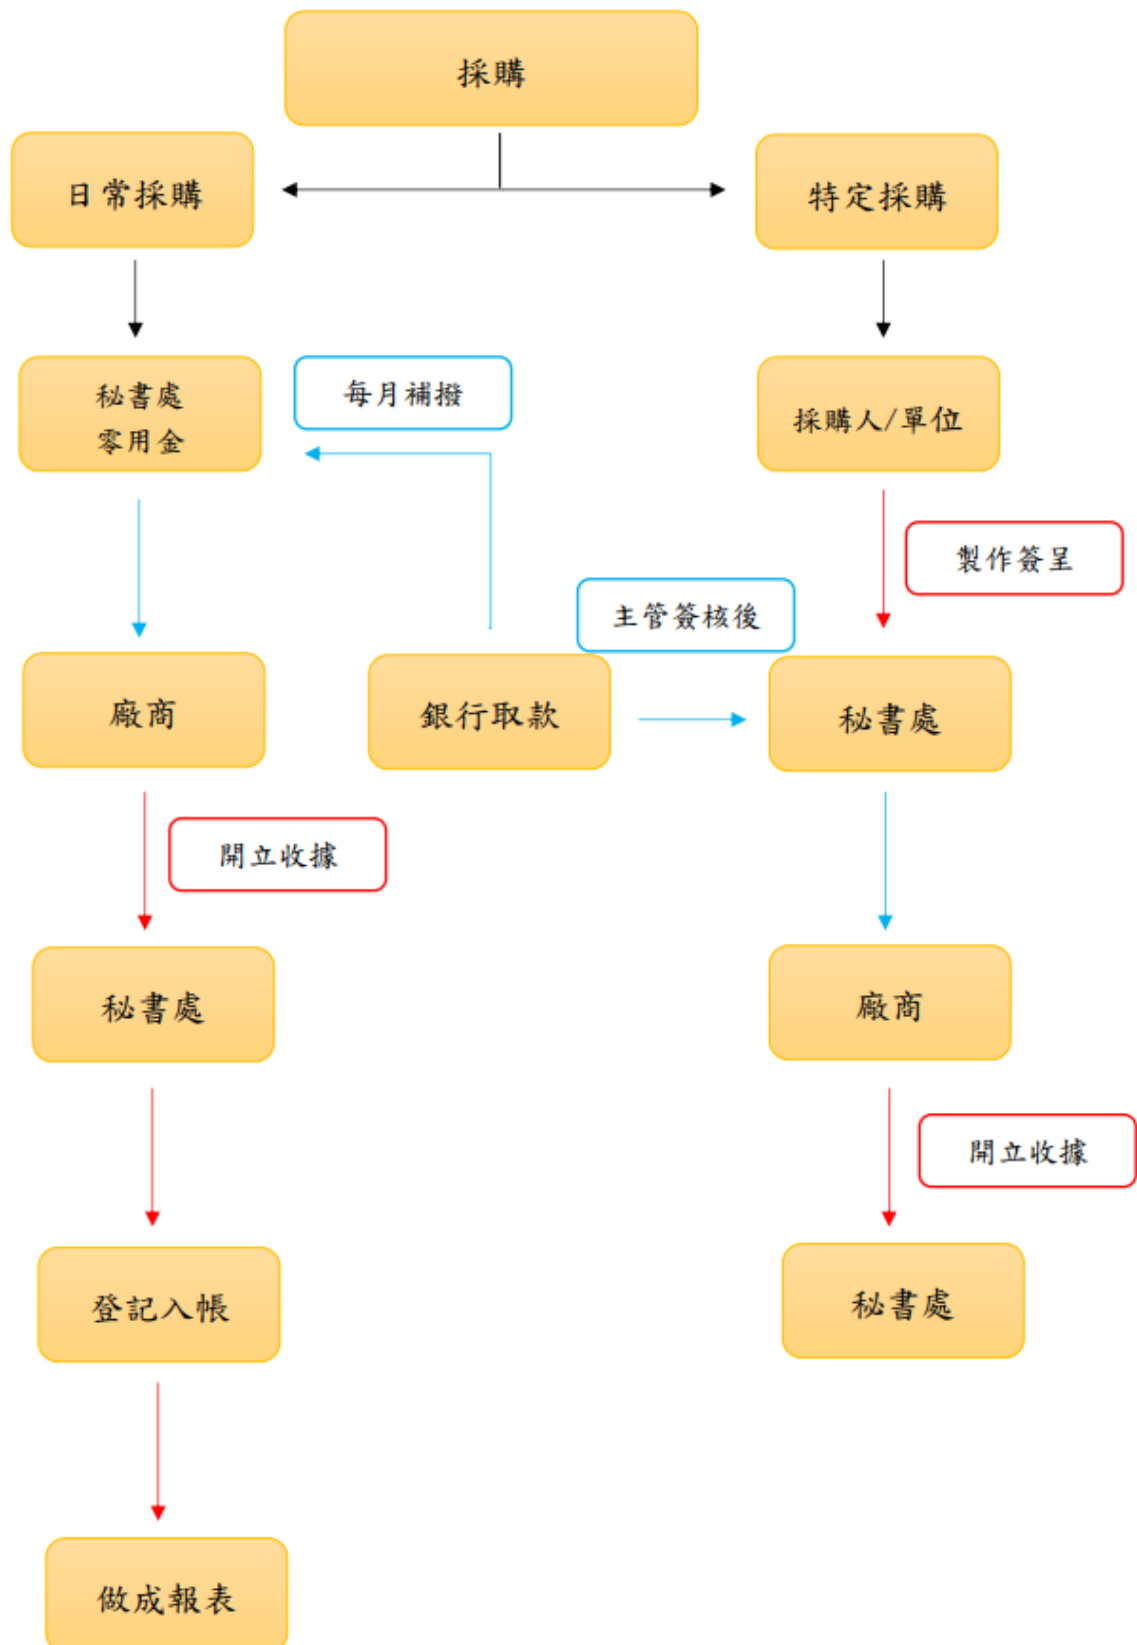 採購
日常採購
特定採購
秘書處
零用金
每月補撥
採購人/單位
製作簽呈
主管簽核後
廠商
銀行取款
秘書處
開立收據
秘書處
廠商
開立收據
登記入帳
秘書處
做成報表